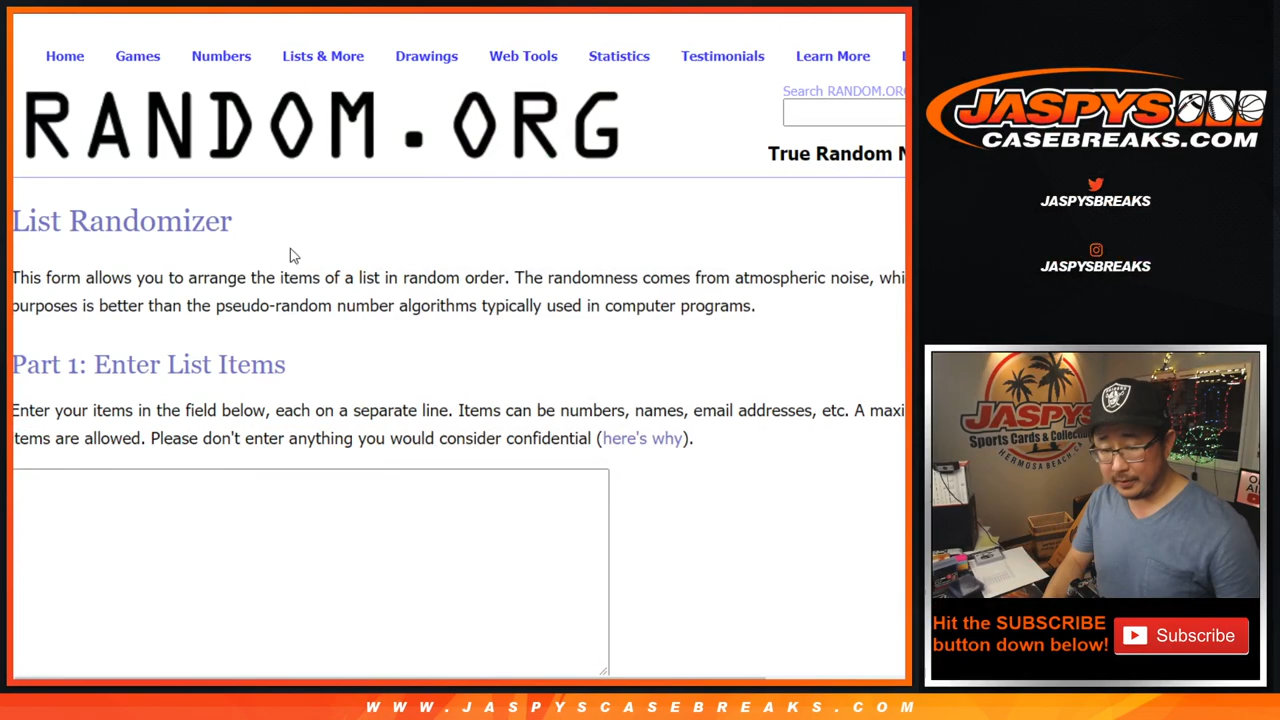 Home Games Numbers Lists & More Drawings Web Tools Statistics Testimonials Learn More
RANDOM.ORG
Search RANDOM.ORG
True Random N
List Randomizer
This form allows you to arrange the items of a list in random order. The randomness comes from atmospheric noise, whi
purposes is better than the pseudo-random number algorithms typically used in computer programs.
Part 1: Enter List Items
Enter your items in the field below, each on a separate line. Items can be numbers, names, email addresses, etc. A maxi
items are allowed. Please don't enter anything you would consider confidential (here's why).
JASPYS
CASEBREAKS.COM
JASPYSBREAKS
JASPYSBREAKS
JASPYS
Sports Cards & Collectibles
HERMOSA BEACH, CA
RAIDERS
Hit the SUBSCRIBE
button down below!
Subscribe
WWW.JASPYSCASEBREAKS.COM